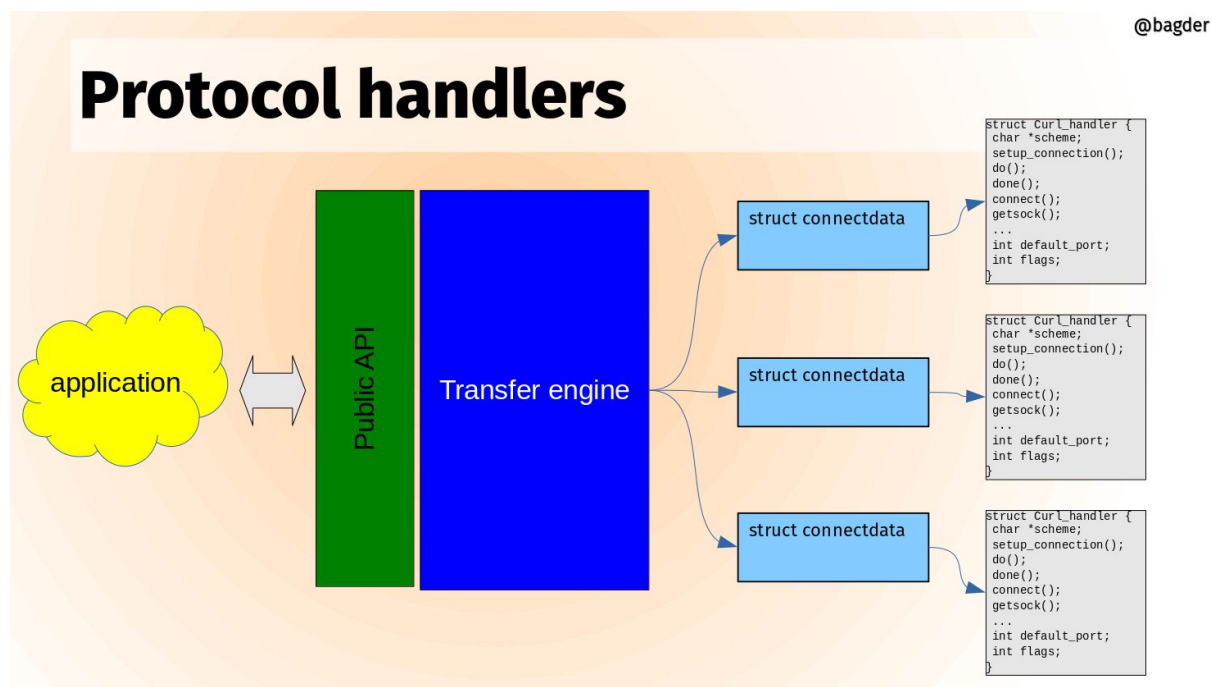 @bagder
Protocol handlers
application
Public API
Transfer engine
struct connectdata
struct Curl_handler {
char *scheme;
setup_connection();
do();
done();
connect();
getsock();
...
int default_port;
int flags;
}
struct connectdata
struct Curl_handler {
char *scheme;
setup_connection();
do();
done();
connect();
getsock();
...
int default_port;
int flags;
}
struct connectdata
struct Curl_handler {
char *scheme;
setup_connection();
do();
done();
connect();
getsock();
...
int default_port;
int flags;
}